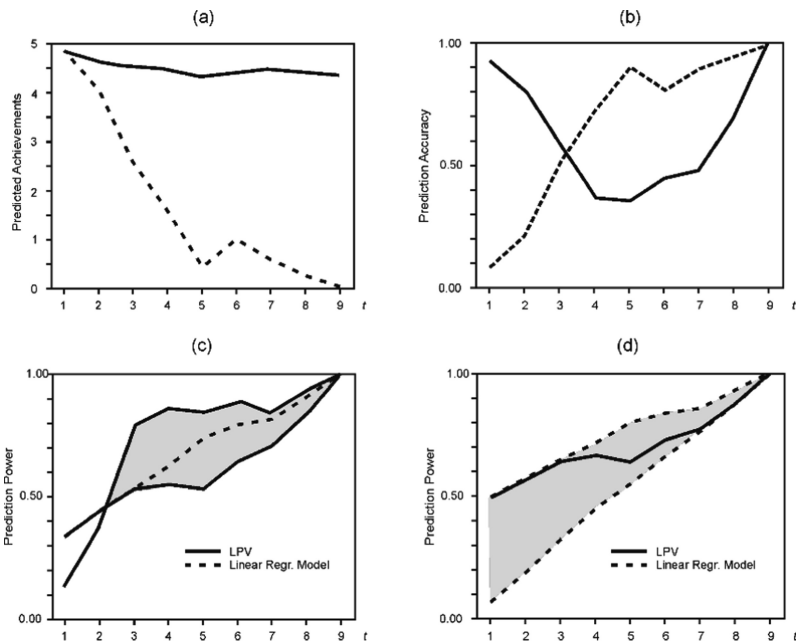 (a)
Predicted Achievements
5
4
3
2
1
0
1 2 3 4 5 6 7 8 9 t
(b)
Prediction Accuracy
1.00
0.50
0.00
1 2 3 4 5 6 7 8 9 t
(c)
Prediction Power
1.00
0.50
0.00
LPV
Linear Regr. Model
1 2 3 4 5 6 7 8 9 t
(d)
Prediction Power
1.00
0.50
0.00
LPV
Linear Regr. Model
1 2 3 4 5 6 7 8 9